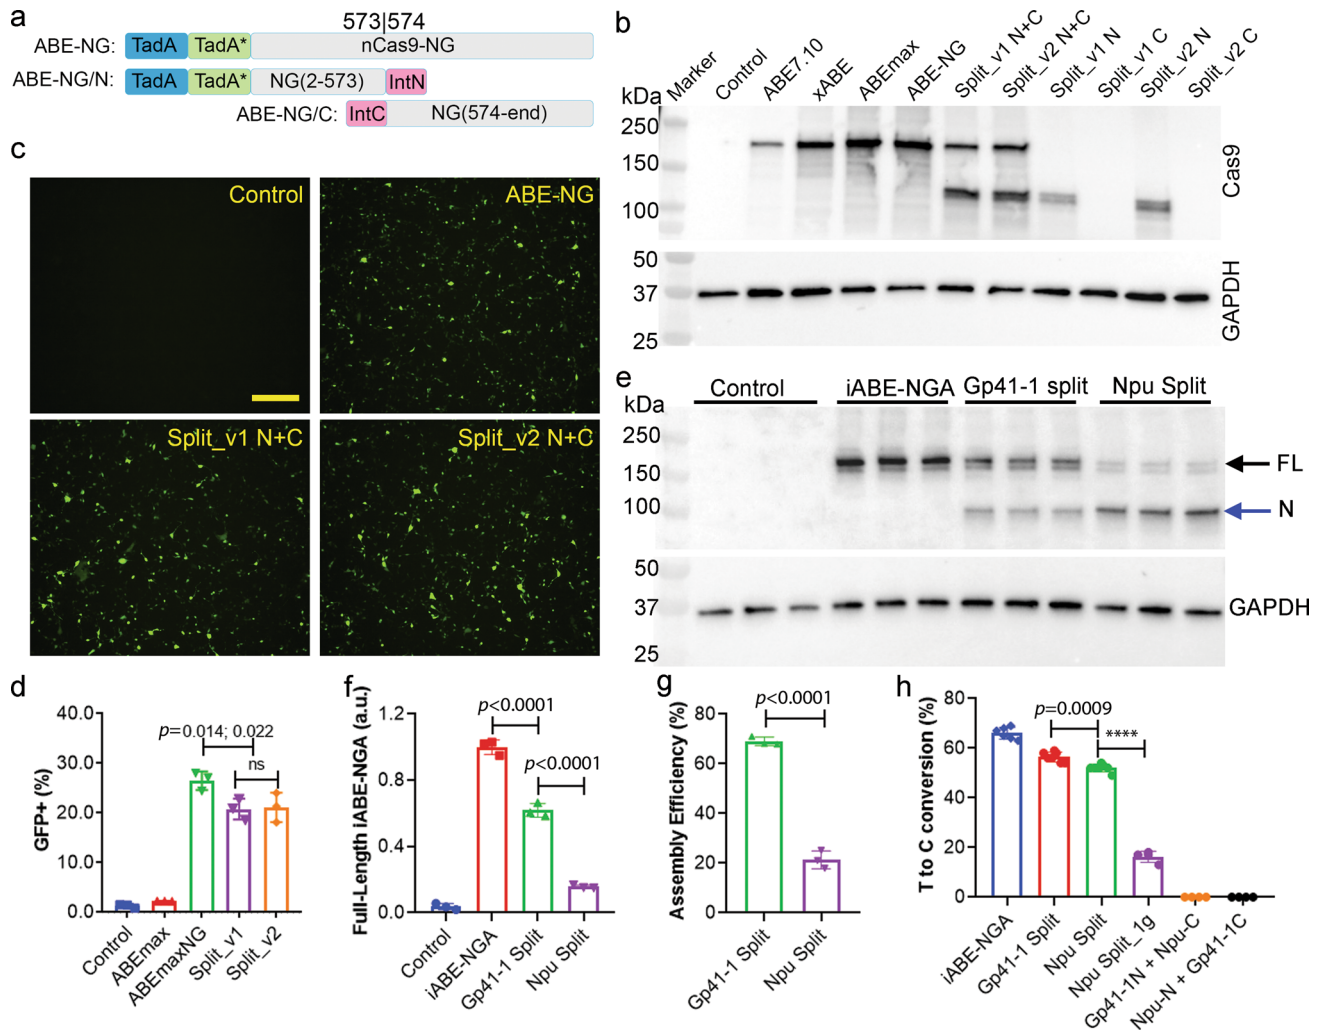 a
573|574
ABE-NG: TadA TadA* nCas9-NG
ABE-NG/N: TadA TadA* NG(2-573) IntN
ABE-NG/C: IntC NG(574-end)
b
kDa Marker Control ABE7.10 xABE ABEmax ABE-NG Split_v1 N+C Split_v2 N+C Split_v1 N Split_v1 C Split_v2 N Split_v2 C
250
150
100
Cas9
50
37
25
GAPDH
c
Control
ABE-NG
Split_v1 N+C
Split_v2 N+C
e
Control iABE-NGA Gp41-1 split Npu Split
kDa
250
150
100
FL
N
50
37
25
GAPDH
d
GFP+ (%)
40.0
30.0
20.0
10.0
0.0
p=0.014; 0.022
ns
Control ABEmax ABEmaxNG Split_v1 Split_v2
f
Full-Length iABE-NGA (a.u.)
1.2
0.8
0.4
0.0
p<0.0001
p<0.0001
Control iABE-NGA Gp41-1 Split Npu Split
g
Assembly Efficiency (%)
80
60
40
20
0
p<0.0001
Gp41-1 Split Npu Split
h
T to C conversion (%)
80
60
40
20
0
p=0.0009
****
iABE-NGA Gp41-1 Split Npu Split Npu Split_1g Gp41-1N + Npu-C Npu-N + Gp41-1C